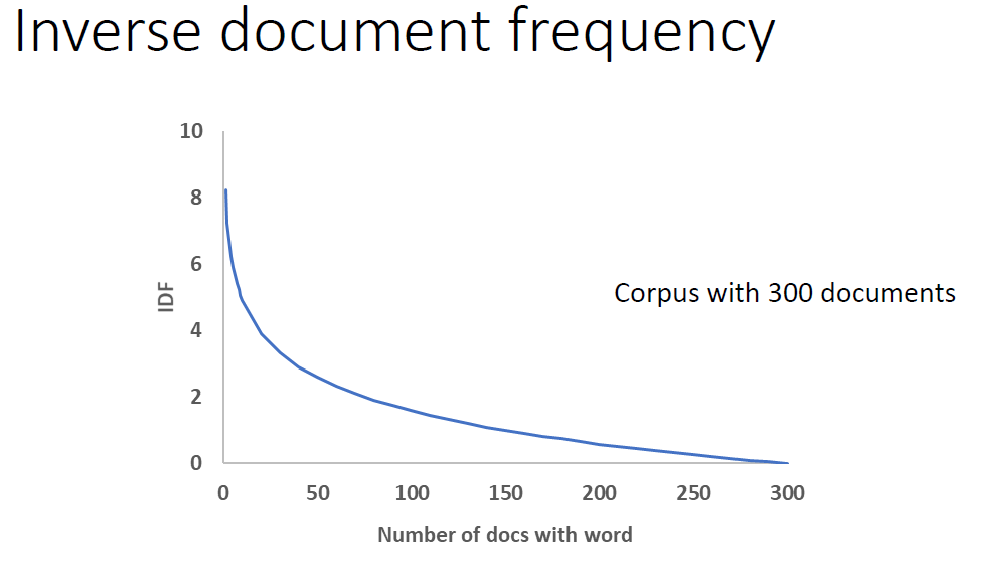 Inverse document frequency
10
8
6
4
2
0
IDF
Corpus with 300 documents
0 50 100 150 200 250 300
Number of docs with word